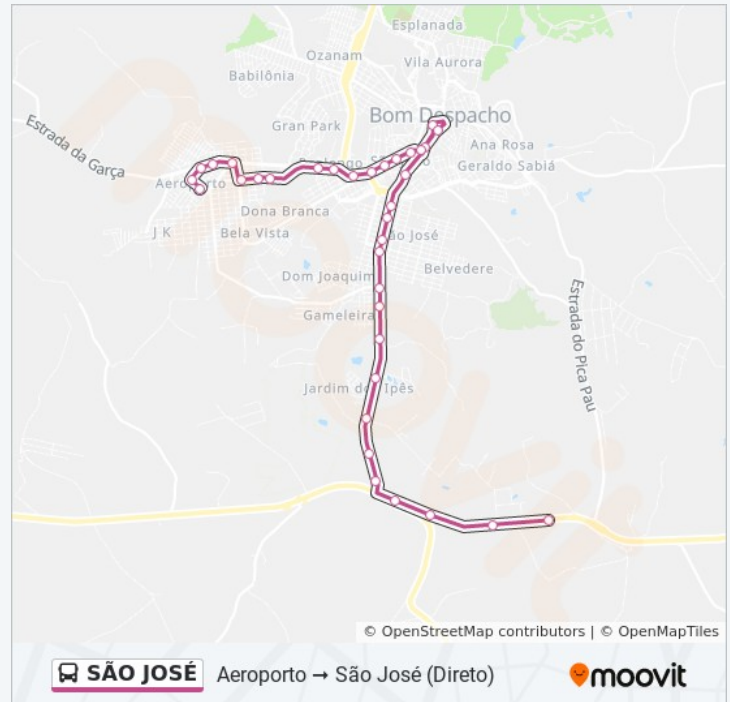 Esplanada
Ozanam
Vila Aurora
Babilônia
Bom Despacho
Estrada da Garça
Gran Park
Ana Rosa
Geraldo Sabiá
Aeroporto
Dona Branca
J K
Bela Vista
São José
Belvedere
Dom Joaquim
Estrada do Pica Pau
Gameleira
Jardim dos Ipês
© OpenStreetMap contributors | © OpenMapTiles
SÃO JOSÉ Aeroporto → São José (Direto) moovit